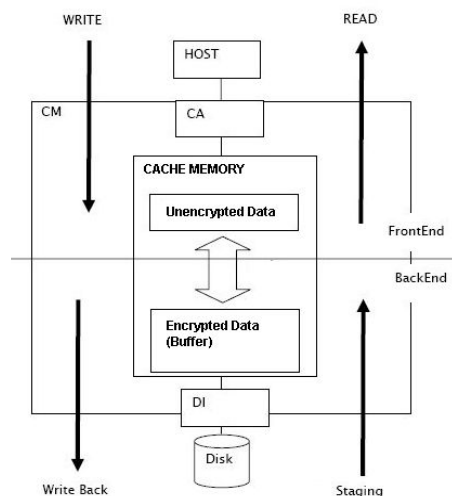 WRITE
READ
HOST
CM
CA
CACHE MEMORY
Unencrypted Data
FrontEnd
BackEnd
Encrypted Data
(Buffer)
DI
Disk
Write Back
Staging